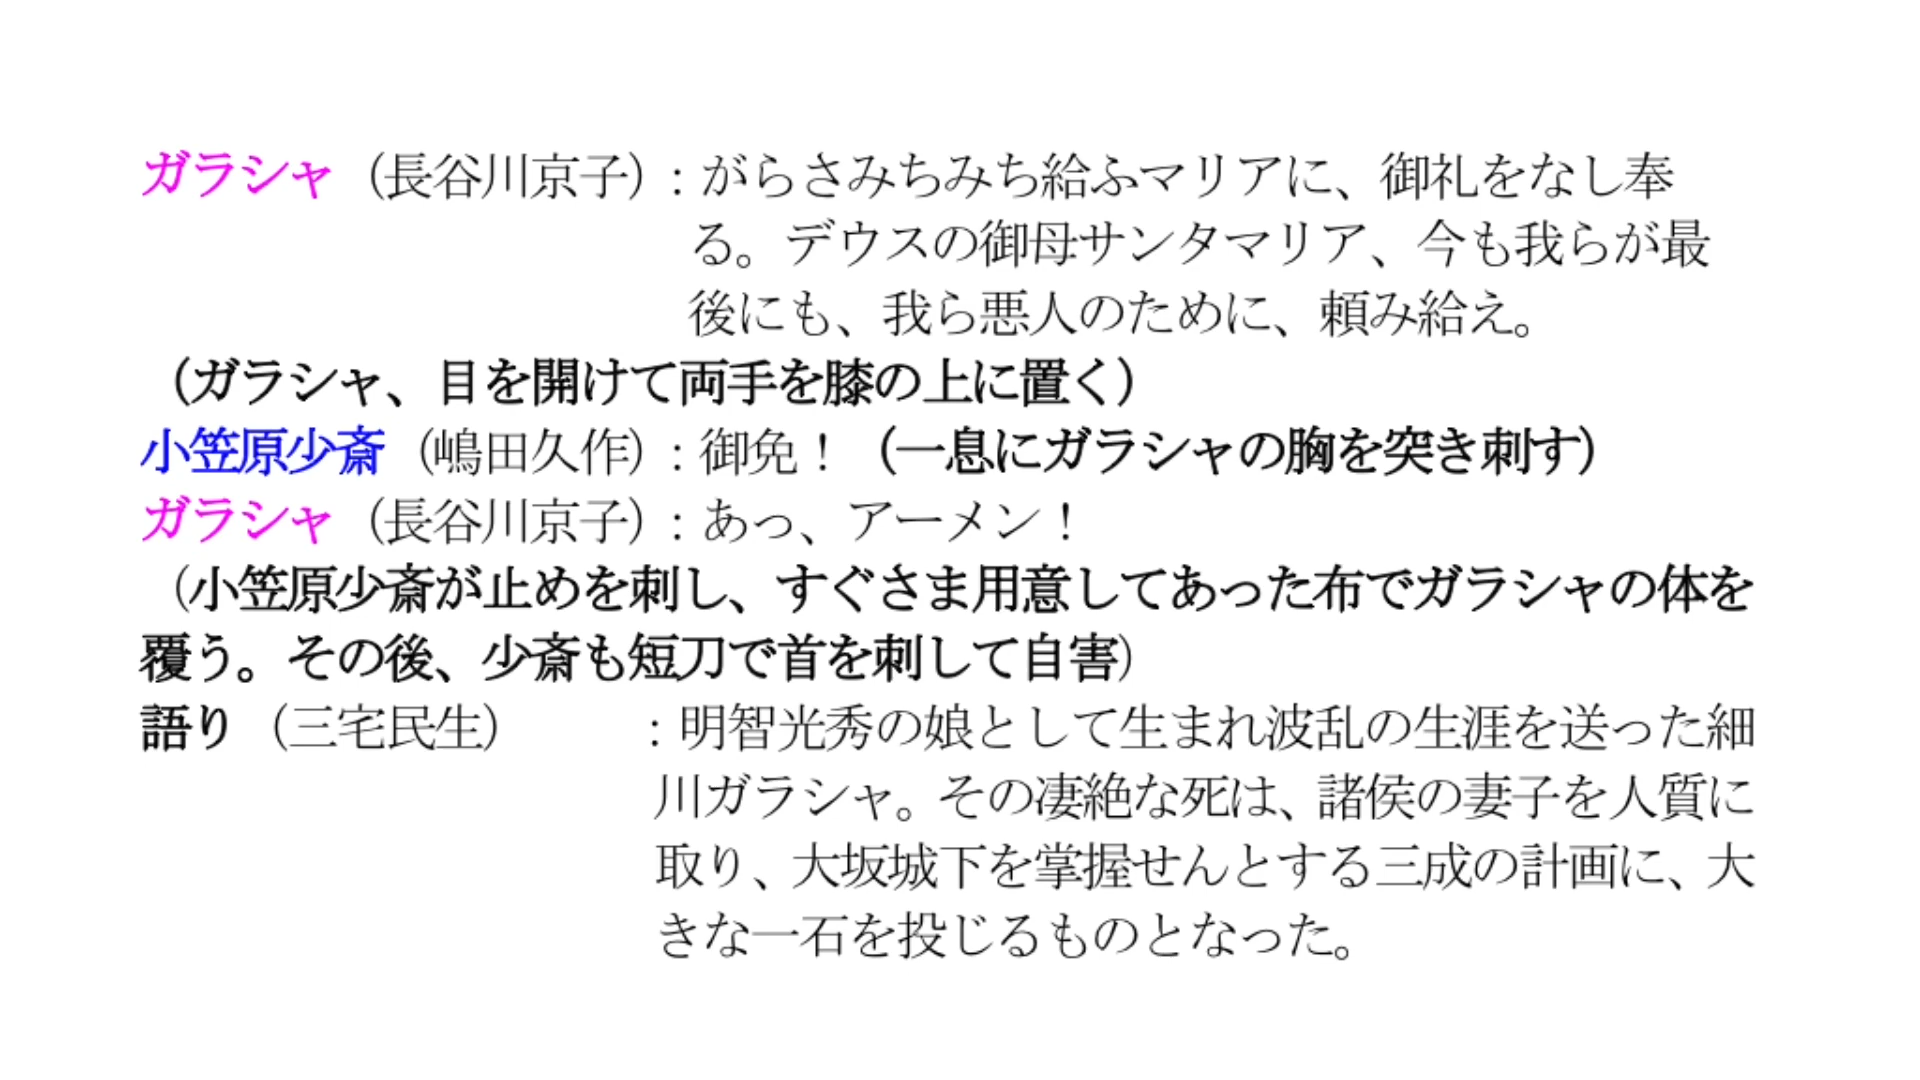 ガラシャ（長谷川京子）：がらさみちみち給ふマリアに、御礼をなし奉
る。デウスの御母サンタマリア、今も我らが最
後にも、我ら悪人のために、頼み給え。
（ガラシャ、目を開けて両手を膝の上に置く）
小笠原少斎（嶋田久作）：御免！（一息にガラシャの胸を突き刺す）
ガラシャ（長谷川京子）：あっ、アーメン！
（小笠原少斎が止めを刺し、すぐさま用意してあった布でガラシャの体を
覆う。その後、少斎も短刀で首を刺して自害）
語り（三宅民生）：明智光秀の娘として生まれ波乱の生涯を送った細
川ガラシャ。その凄絶な死は、諸侯の妻子を人質に
取り、大坂城下を掌握せんとする三成の計画に、大
きな一石を投じるものとなった。